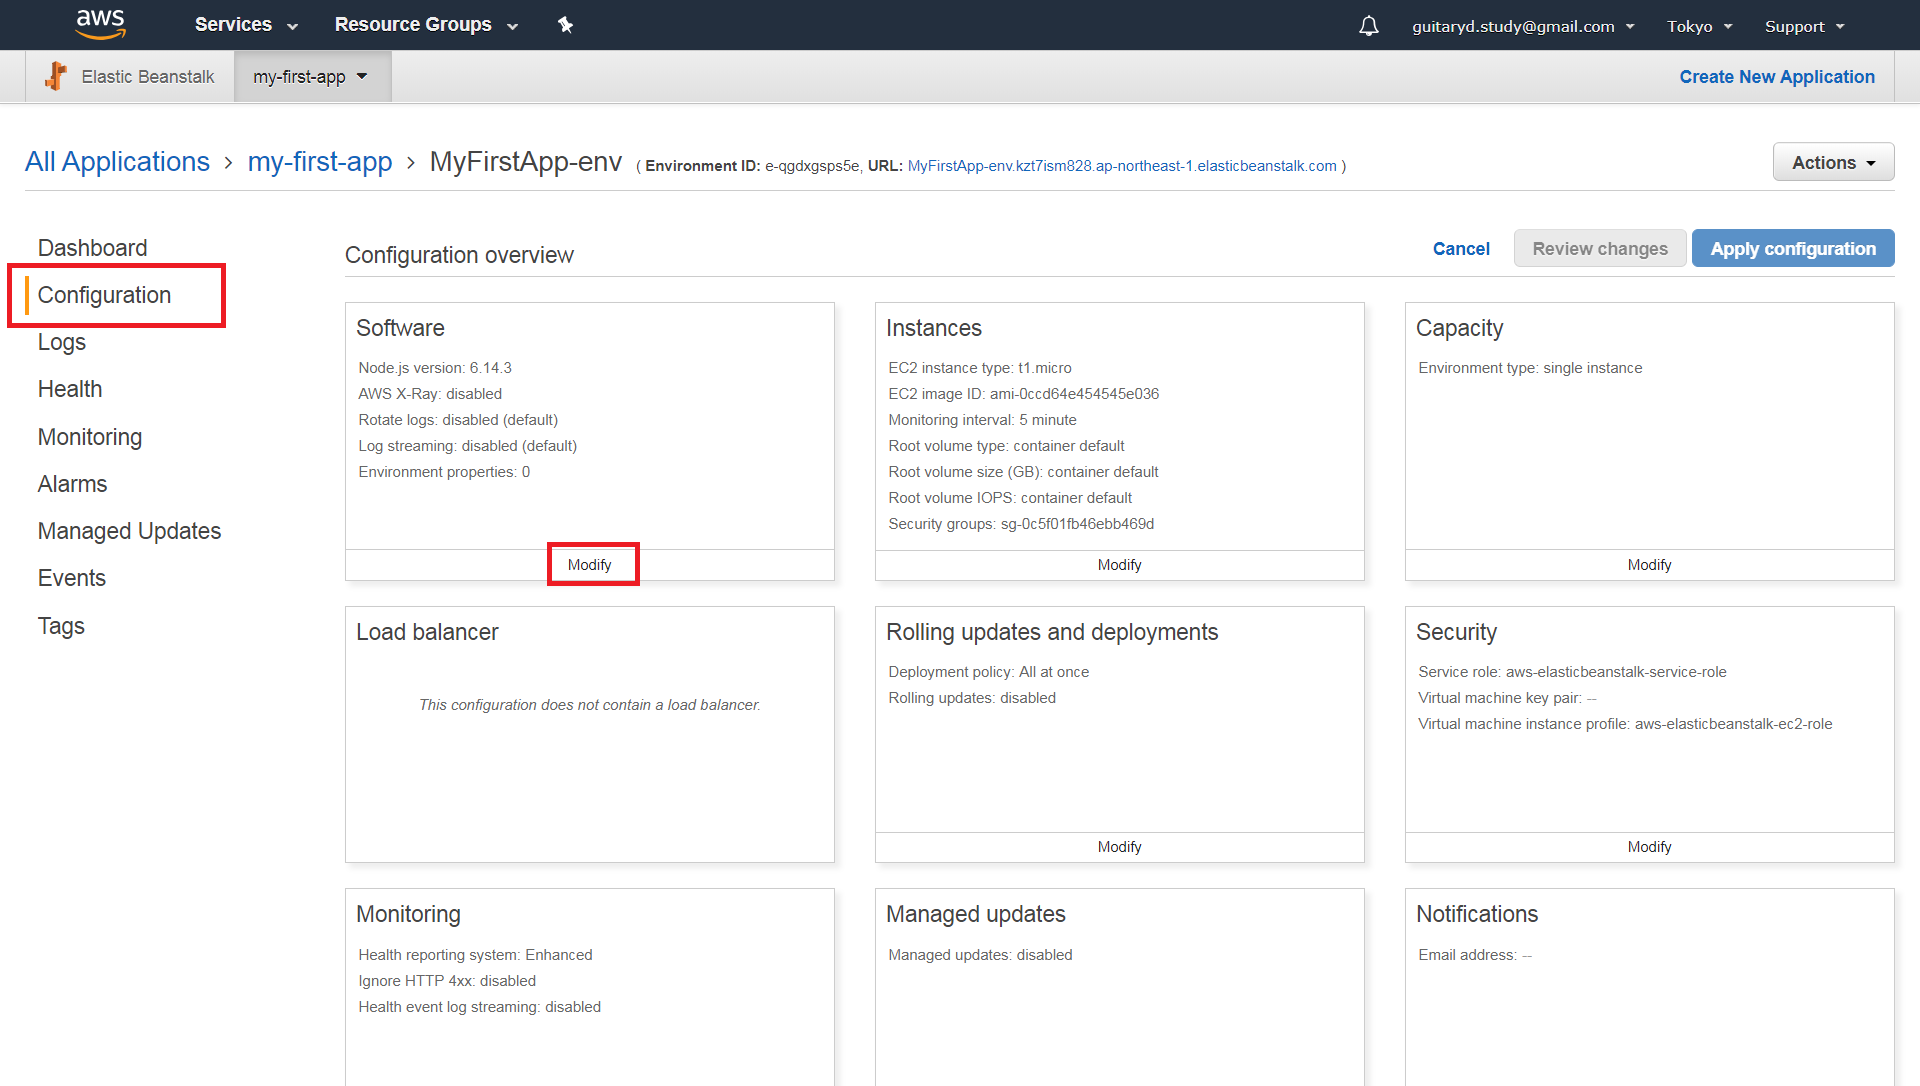 aws
Services
Resource Groups
guitaryd.study@gmail.com
Tokyo
Support
Elastic Beanstalk
my-first-app
Create New Application
All Applications › my-first-app › MyFirstApp-env ( Environment ID: e-qgdxgsps5e, URL: MyFirstApp-env.kzt7ism828.ap-northeast-1.elasticbeanstalk.com )
Actions
Dashboard
Configuration
Logs
Health
Monitoring
Alarms
Managed Updates
Events
Tags
Configuration overview
Cancel
Review changes
Apply configuration
Software
Node.js version: 6.14.3
AWS X-Ray: disabled
Rotate logs: disabled (default)
Log streaming: disabled (default)
Environment properties: 0
Modify
Instances
EC2 instance type: t1.micro
EC2 image ID: ami-0ccd64e454545e036
Monitoring interval: 5 minute
Root volume type: container default
Root volume size (GB): container default
Root volume IOPS: container default
Security groups: sg-0c5f01fb46ebb469d
Modify
Capacity
Environment type: single instance
Modify
Load balancer
This configuration does not contain a load balancer.
Rolling updates and deployments
Deployment policy: All at once
Rolling updates: disabled
Modify
Security
Service role: aws-elasticbeanstalk-service-role
Virtual machine key pair: --
Virtual machine instance profile: aws-elasticbeanstalk-ec2-role
Modify
Monitoring
Health reporting system: Enhanced
Ignore HTTP 4xx: disabled
Health event log streaming: disabled
Managed updates
Managed updates: disabled
Notifications
Email address: --